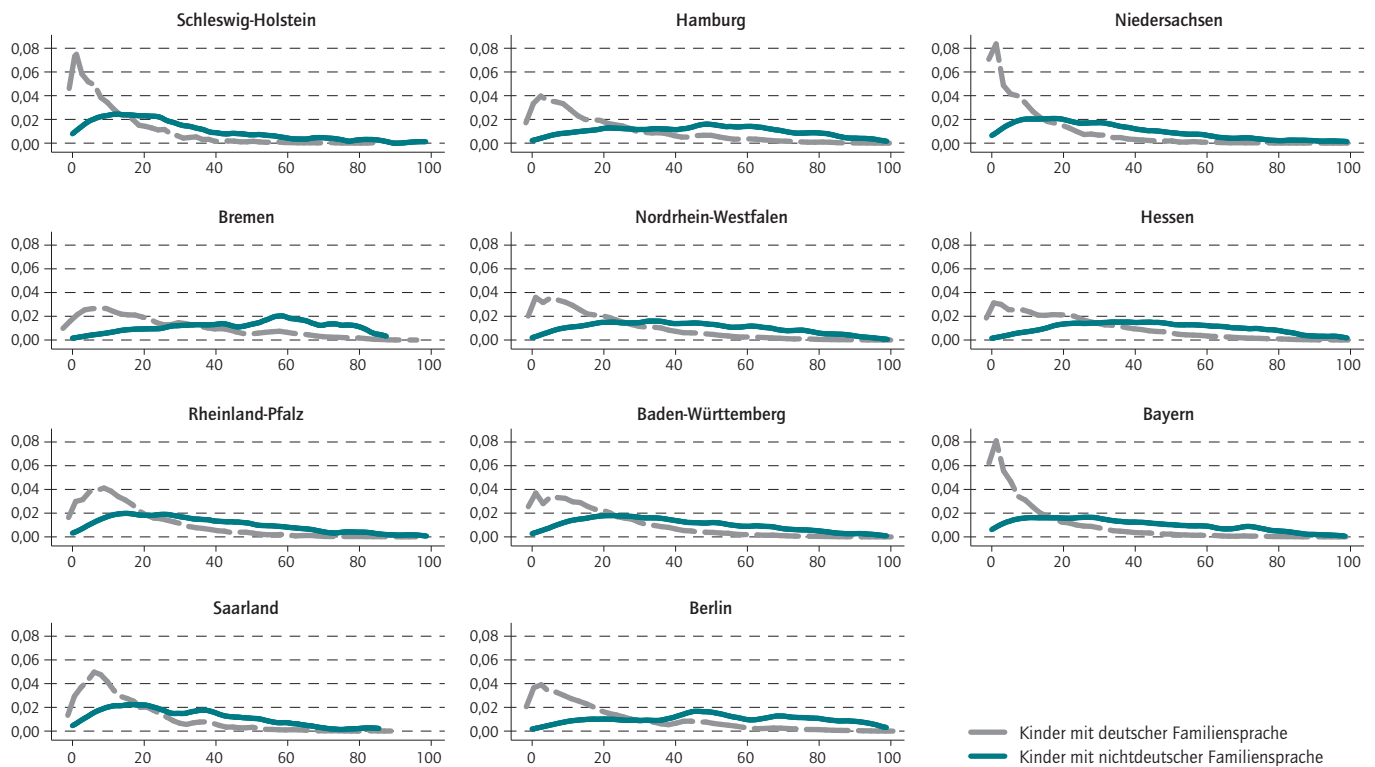 Schleswig-Holstein
0,08
0,06
0,04
0,02
0,00
0 20 40 60 80 100
Hamburg
0,08
0,06
0,04
0,02
0,00
0 20 40 60 80 100
Niedersachsen
0,08
0,06
0,04
0,02
0,00
0 20 40 60 80 100
Bremen
0,08
0,06
0,04
0,02
0,00
0 20 40 60 80 100
Nordrhein-Westfalen
0,08
0,06
0,04
0,02
0,00
0 20 40 60 80 100
Hessen
0,08
0,06
0,04
0,02
0,00
0 20 40 60 80 100
Rheinland-Pfalz
0,08
0,06
0,04
0,02
0,00
0 20 40 60 80 100
Baden-Württemberg
0,08
0,06
0,04
0,02
0,00
0 20 40 60 80 100
Bayern
0,08
0,06
0,04
0,02
0,00
0 20 40 60 80 100
Saarland
0,08
0,06
0,04
0,02
0,00
0 20 40 60 80 100
Berlin
0,08
0,06
0,04
0,02
0,00
0 20 40 60 80 100
Kinder mit deutscher Familiensprache
Kinder mit nichtdeutscher Familiensprache